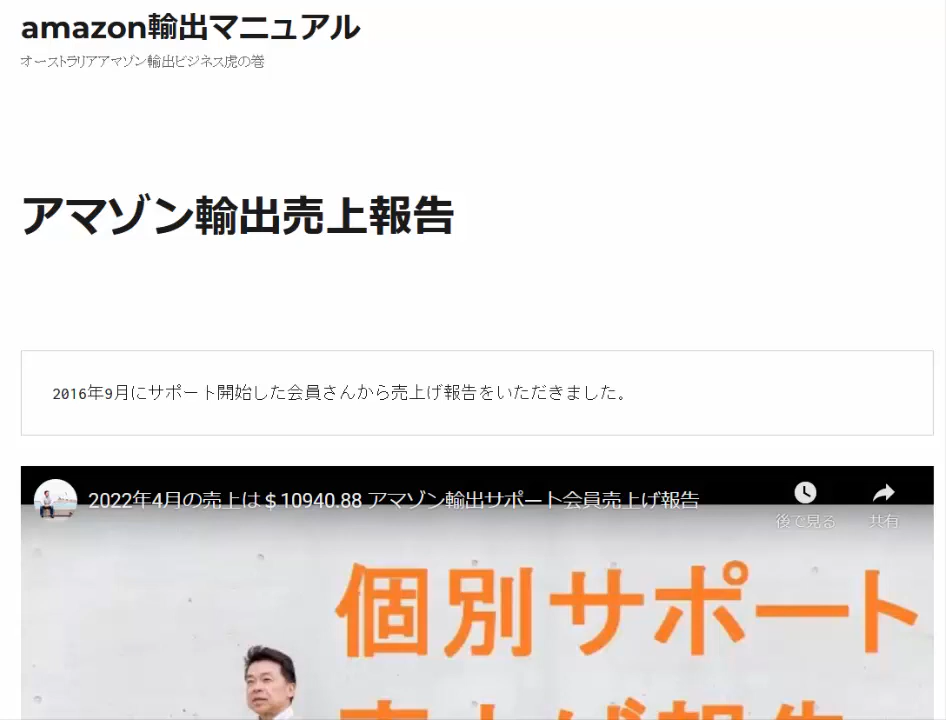 amazon輸出マニュアル
オーストラリアアマゾン輸出ビジネス虎の巻
アマゾン輸出売上報告
2016年9月にサポート開始した会員さんから売上げ報告をいただきました。
2022年4月の売上は＄10940.88 アマゾン輸出サポート会員売上げ報告
後で見る
共有
個別サポート
売上げ報告